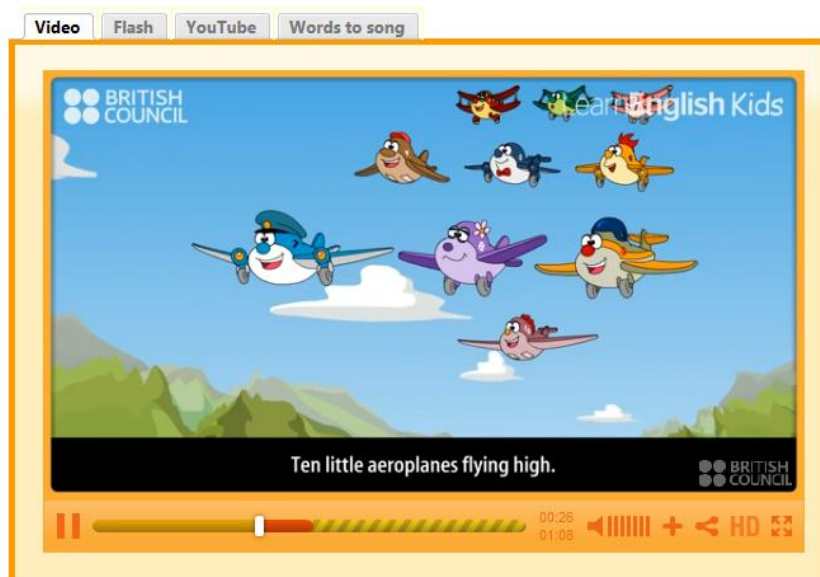 Video Flash YouTube Words to song
BRITISH
COUNCIL
LearnEnglish Kids
Ten little aeroplanes flying high.
BRITISH
COUNCIL
00:26
01:08
HD